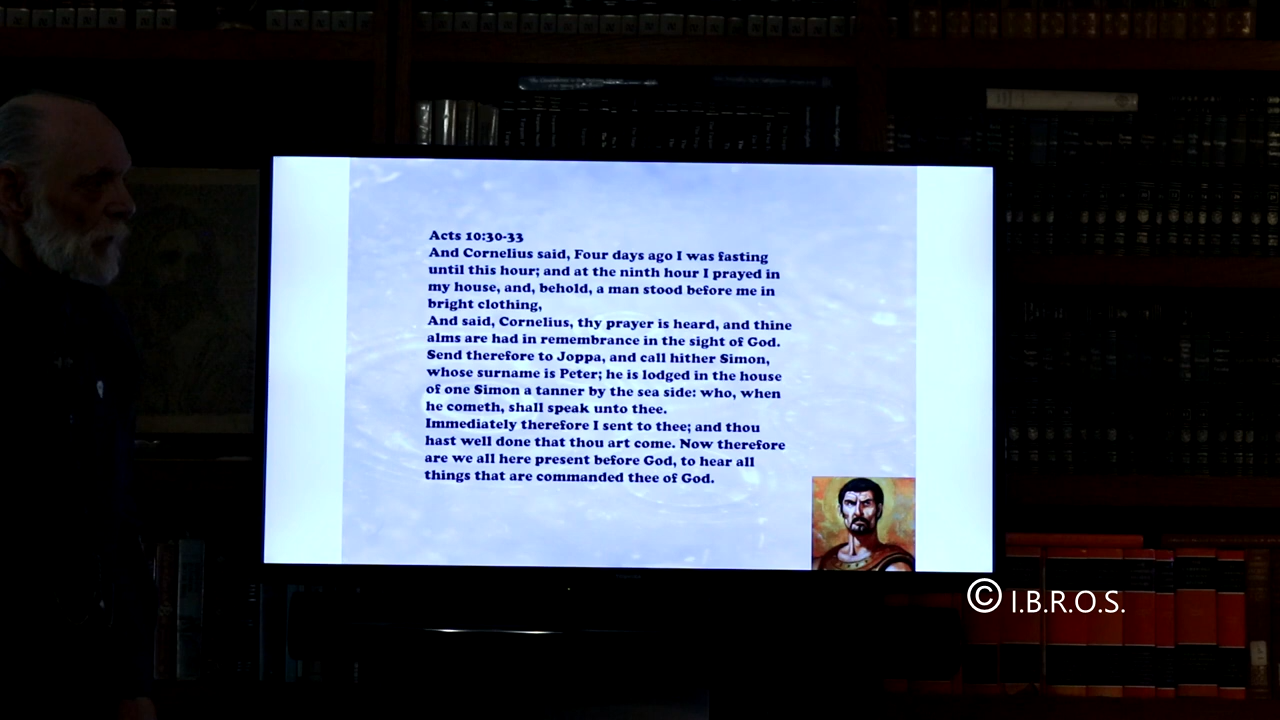 Acts 10:30-33
And Cornelius said, Four days ago I was fasting
until this hour; and at the ninth hour I prayed in
my house, and, behold, a man stood before me in
bright clothing,
And said, Cornelius, thy prayer is heard, and thine
alms are had in remembrance in the sight of God.
Send therefore to Joppa, and call hither Simon,
whose surname is Peter; he is lodged in the house
of one Simon a tanner by the sea side: who, when
he cometh, shall speak unto thee.
Immediately therefore I sent to thee; and thou
hast well done that thou art come. Now therefore
are we all here present before God, to hear all
things that are commanded thee of God.
© I.B.R.O.S.